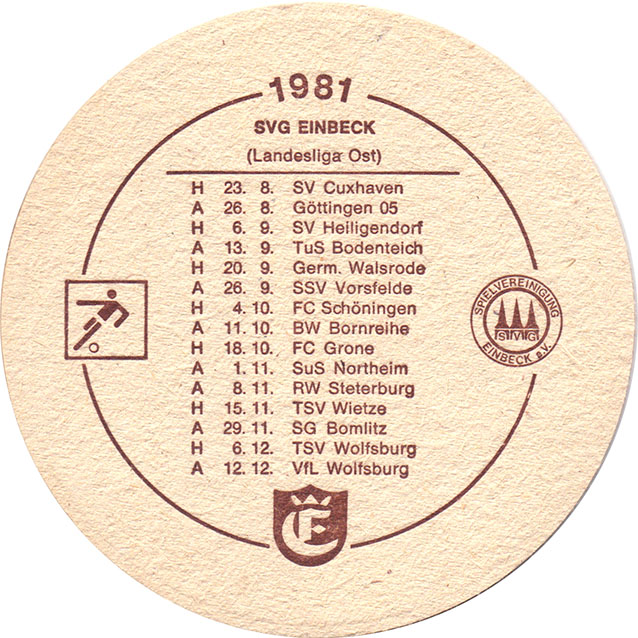 1981
SVG EINBECK
(Landesliga Ost)
H 23. 8. SV Cuxhaven
A 26. 8. Göttingen 05
H 6. 9. SV Heiligendorf
A 13. 9. TuS Bodenteich
H 20. 9. Germ. Walsrode
A 26. 9. SSV Vorsfelde
H 4. 10. FC Schöningen
A 11. 10. BW Bornreihe
H 18. 10. FC Grone
A 1. 11. SuS Northeim
A 8. 11. RW Steterburg
H 15. 11. TSV Wietze
A 29. 11. SG Bomlitz
H 6. 12. TSV Wolfsburg
A 12. 12. VfL Wolfsburg
SPIELVEREINIGUNG
SVG
EINBECK e.V.
E